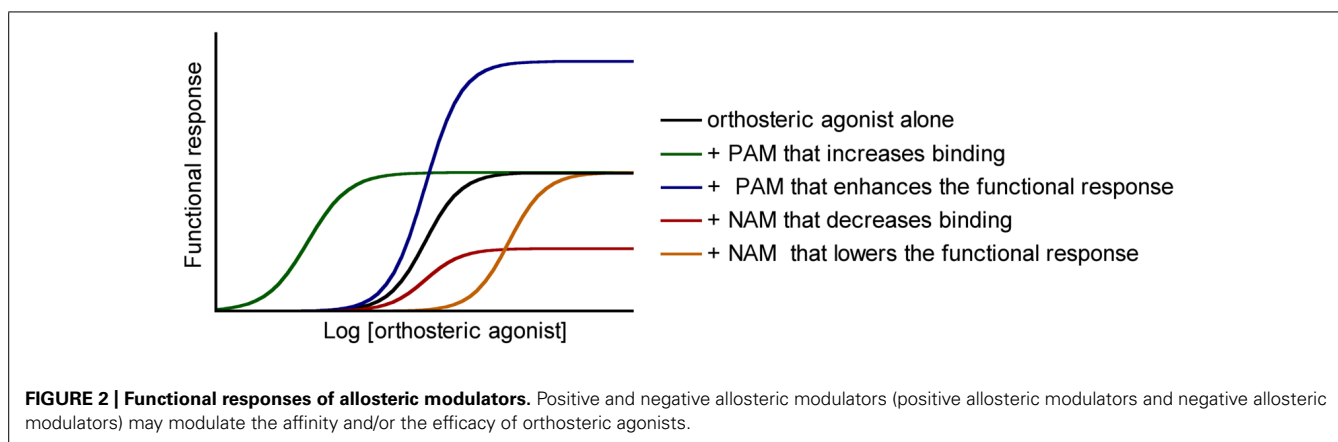 Functional response
orthosteric agonist alone
+ PAM that increases binding
+ PAM that enhances the functional response
+ NAM that decreases binding
+ NAM that lowers the functional response
Log [orthosteric agonist]
FIGURE 2 | Functional responses of allosteric modulators. Positive and negative allosteric modulators (positive allosteric modulators and negative allosteric
modulators) may modulate the affinity and/or the efficacy of orthosteric agonists.